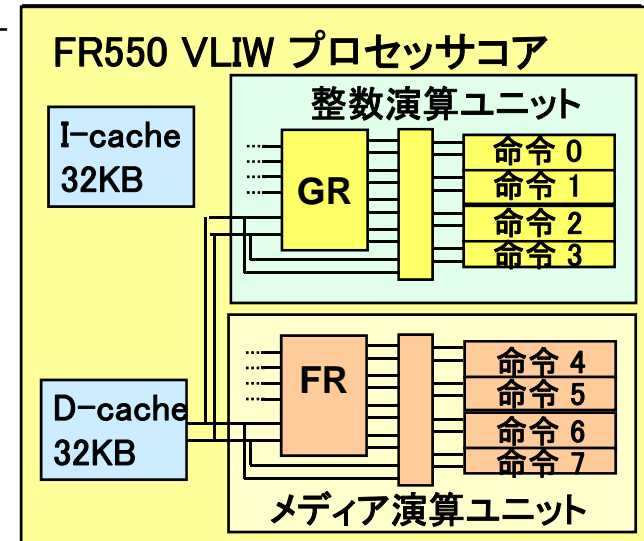 FR550 VLIW プロセッサコア
整数演算ユニット
I-cache
32KB
GR
命令 0
命令 1
命令 2
命令 3
D-cache
32KB
FR
命令 4
命令 5
命令 6
命令 7
メディア演算ユニット